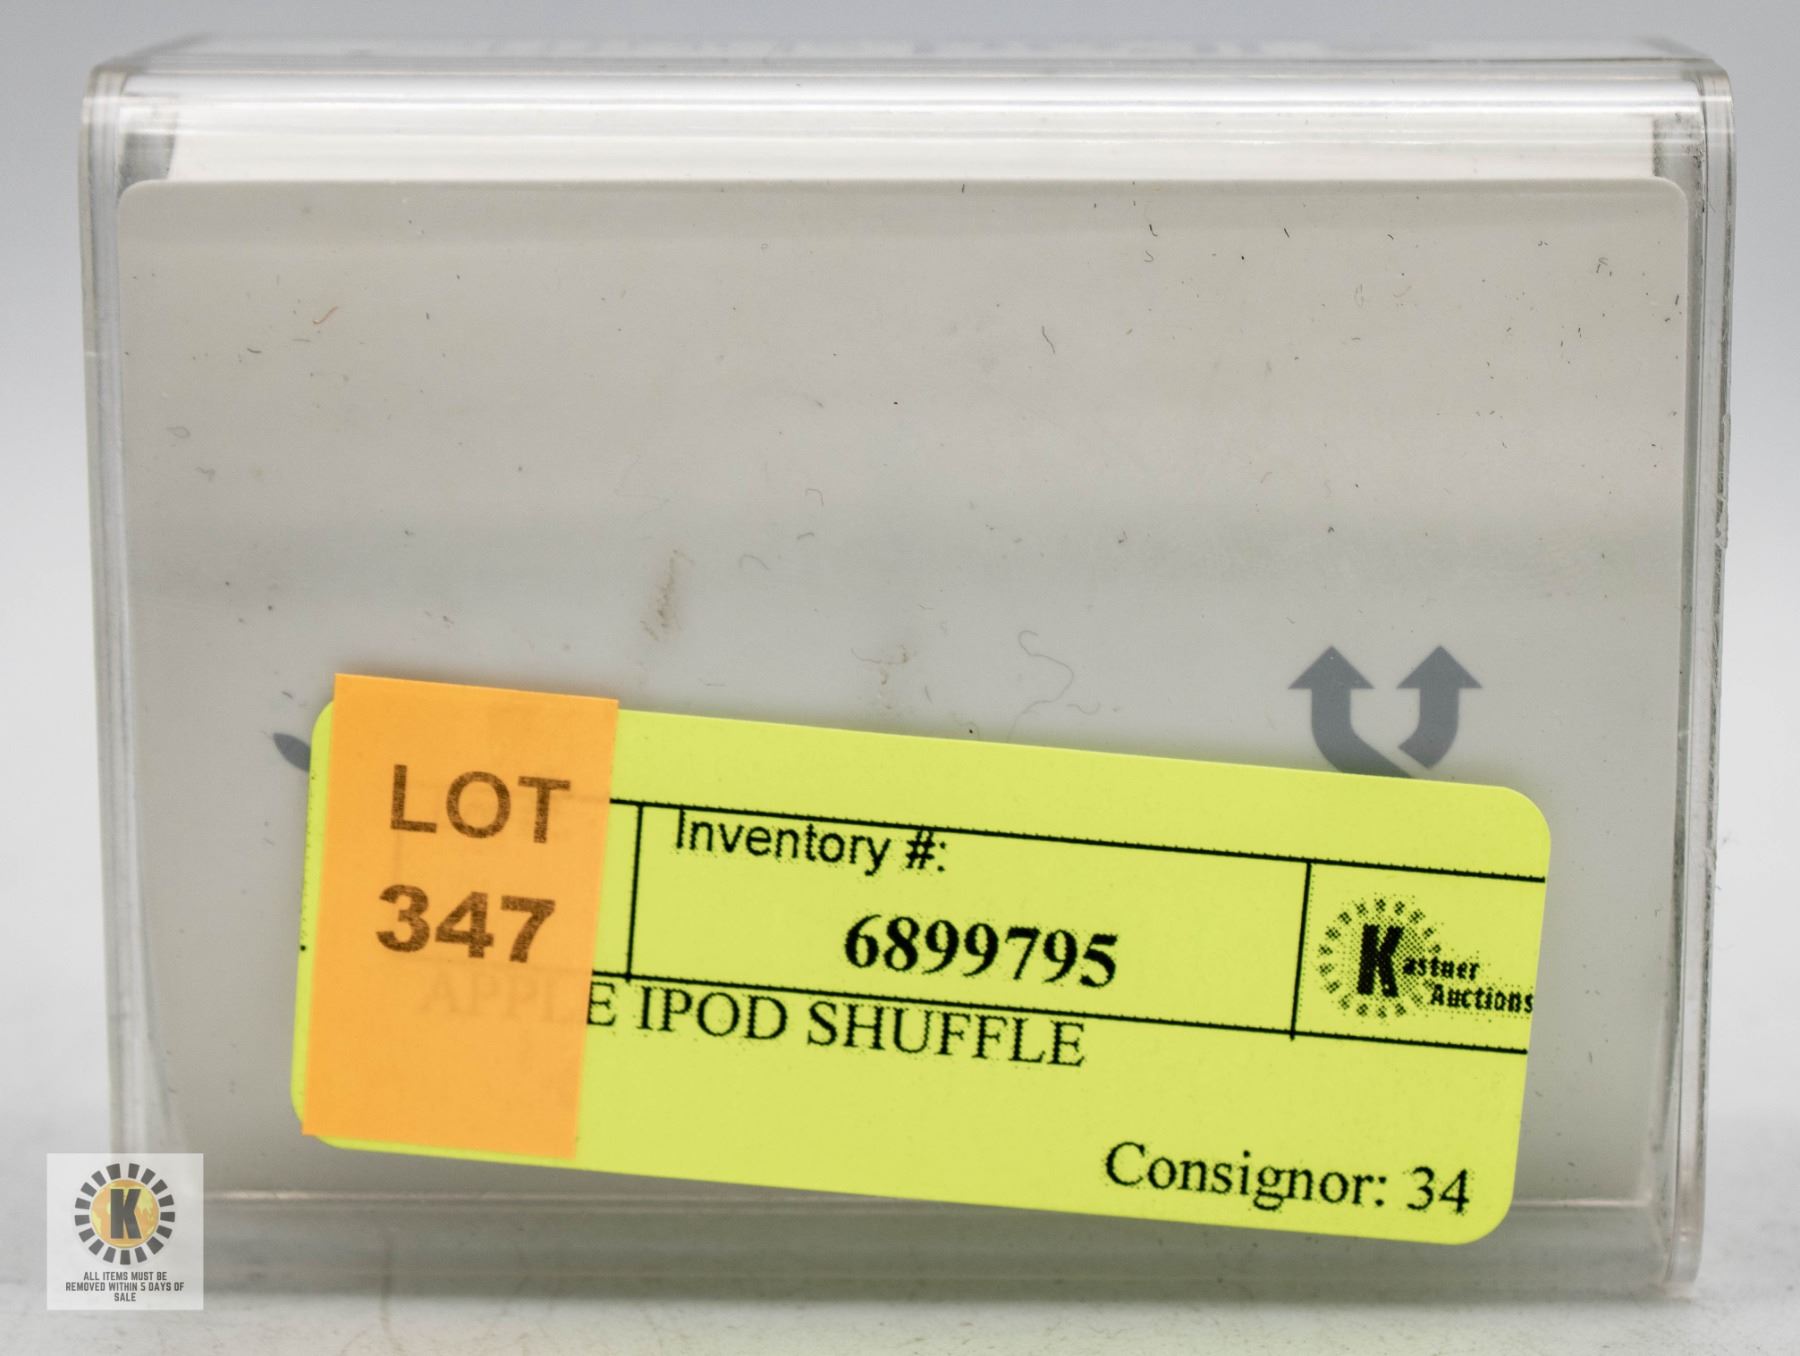 LOT
347
Inventory #:
6899795
Kastner
Auctions
APPLE IPOD SHUFFLE
Consignor: 34
K
ALL ITEMS MUST BE
REMOVED WITHIN 5 DAYS OF
SALE